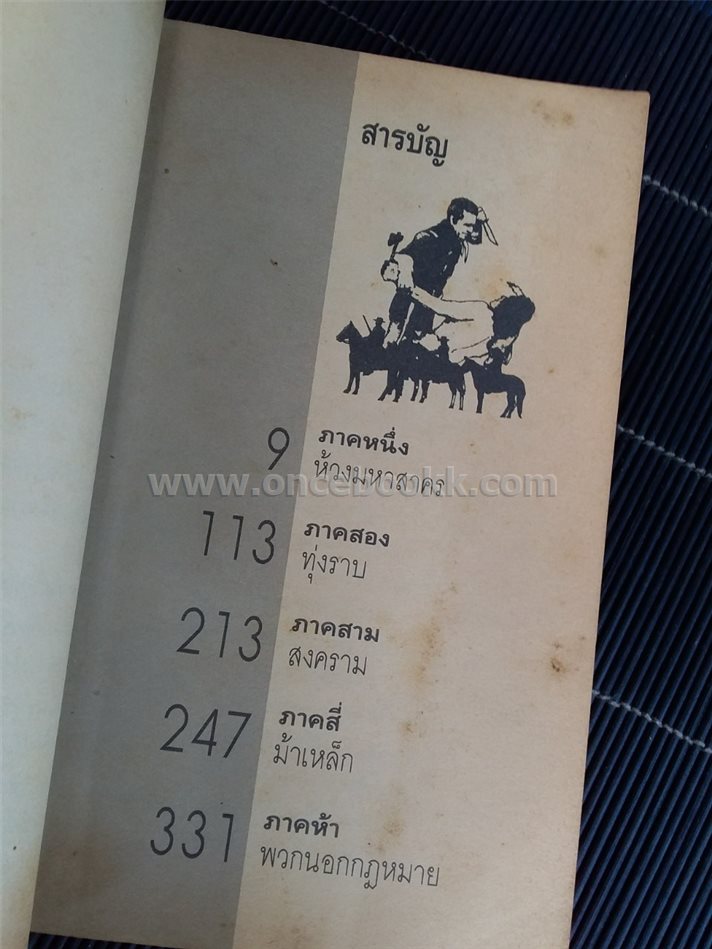 สารบัญ
9 ภาคหนึ่ง
ห้วงมหาสาคร
www.oncebookk.com
113 ภาคสอง
ทุ่งราบ
213 ภาคสาม
สงคราม
247 ภาคสี่
ม้าเหล็ก
331 ภาคห้า
พวกนอกกฎหมาย